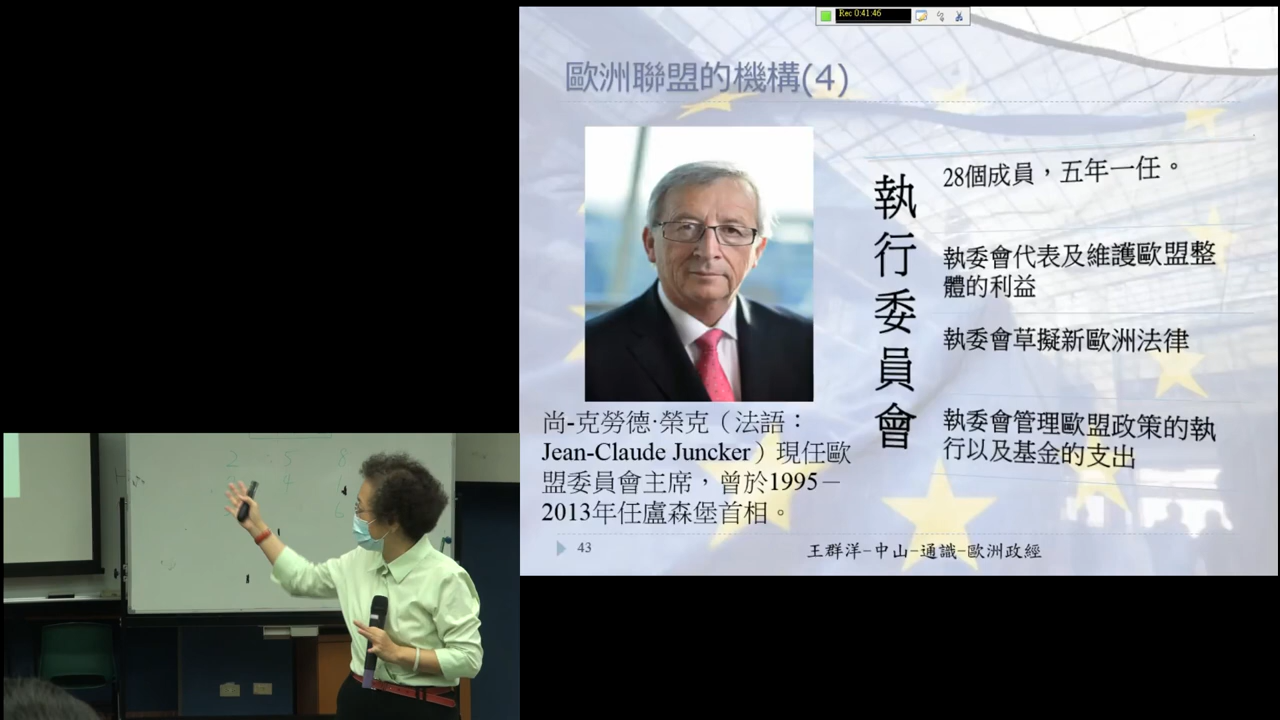 Rec 0:41:46
歐洲聯盟的機構(4)
執行委員會
28個成員，五年一任。
執委會代表及維護歐盟整
體的利益
執委會草擬新歐洲法律
執委會管理歐盟政策的執
行以及基金的支出
尚-克勞德·榮克（法語：
Jean-Claude Juncker）現任歐
盟委員會主席，曾於1995－
2013年任盧森堡首相。
43
王群洋-中山-通識-歐洲政經
2 5 8
4
6